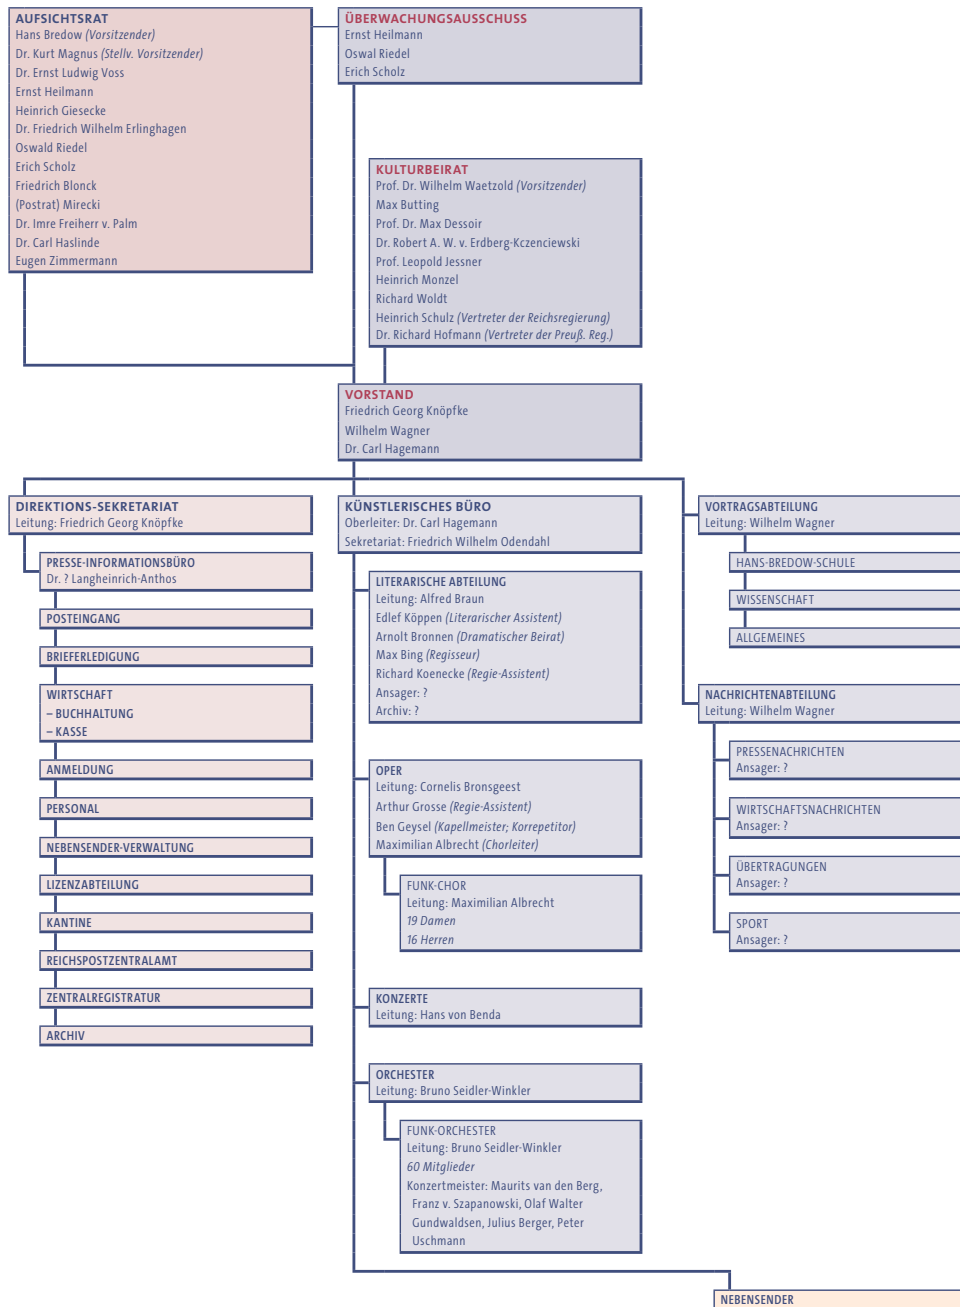 AUFSICHTSRAT
Hans Bredow (Vorsitzender)
Dr. Kurt Magnus (Stellv. Vorsitzender)
Dr. Ernst Ludwig Voss
Ernst Heilmann
Heinrich Giesecke
Dr. Friedrich Wilhelm Erlinghagen
Oswald Riedel
Erich Scholz
Friedrich Blonck
(Postrat) Mirecki
Dr. Imre Freiherr v. Palm
Dr. Carl Haslinde
Eugen Zimmermann
ÜBERWACHUNGSAUSSCHUSS
Ernst Heilmann
Oswal Riedel
Erich Scholz
KULTURBEIRAT
Prof. Dr. Wilhelm Waetzold (Vorsitzender)
Max Butting
Prof. Dr. Max Dessoir
Dr. Robert A. W. v. Erdberg-Kczenciewski
Prof. Leopold Jessner
Heinrich Monzel
Richard Woldt
Heinrich Schulz (Vertreter der Reichsregierung)
Dr. Richard Hofmann (Vertreter der Preuß. Reg.)
VORSTAND
Friedrich Georg Knöpfke
Wilhelm Wagner
Dr. Carl Hagemann
DIREKTIONS-SEKRETARIAT
Leitung: Friedrich Georg Knöpfke
PRESSE-INFORMATIONSBÜRO
Dr. ? Langheinrich-Anthos
POSTEINGANG
BRIEFERLEDIGUNG
WIRTSCHAFT
– BUCHHALTUNG
– KASSE
ANMELDUNG
PERSONAL
NEBENSENDER-VERWALTUNG
LIZENZABTEILUNG
KANTINE
REICHSPOSTZENTRALAMT
ZENTRALREGISTRATUR
ARCHIV
KÜNSTLERISCHES BÜRO
Oberleiter: Dr. Carl Hagemann
Sekretariat: Friedrich Wilhelm Odendahl
LITERARISCHE ABTEILUNG
Leitung: Alfred Braun
Edlef Köppen (Literarischer Assistent)
Arnolt Bronnen (Dramatischer Beirat)
Max Bing (Regisseur)
Richard Koenecke (Regie-Assistent)
Ansager: ?
Archiv: ?
OPER
Leitung: Cornelis Bronsgeest
Arthur Grosse (Regie-Assistent)
Ben Geysel (Kapellmeister; Korrepetitor)
Maximilian Albrecht (Chorleiter)
FUNK-CHOR
Leitung: Maximilian Albrecht
19 Damen
16 Herren
KONZERTE
Leitung: Hans von Benda
ORCHESTER
Leitung: Bruno Seidler-Winkler
FUNK-ORCHESTER
Leitung: Bruno Seidler-Winkler
60 Mitglieder
Konzertmeister: Maurits van den Berg,
Franz v. Szapanowski, Olaf Walter
Gundwaldsen, Julius Berger, Peter
Uschmann
VORTRAGSABTEILUNG
Leitung: Wilhelm Wagner
HANS-BREDOW-SCHULE
WISSENSCHAFT
ALLGEMEINES
NACHRICHTENABTEILUNG
Leitung: Wilhelm Wagner
PRESSENACHRICHTEN
Ansager: ?
WIRTSCHAFTSNACHRICHTEN
Ansager: ?
ÜBERTRAGUNGEN
Ansager: ?
SPORT
Ansager: ?
NEBENSENDER